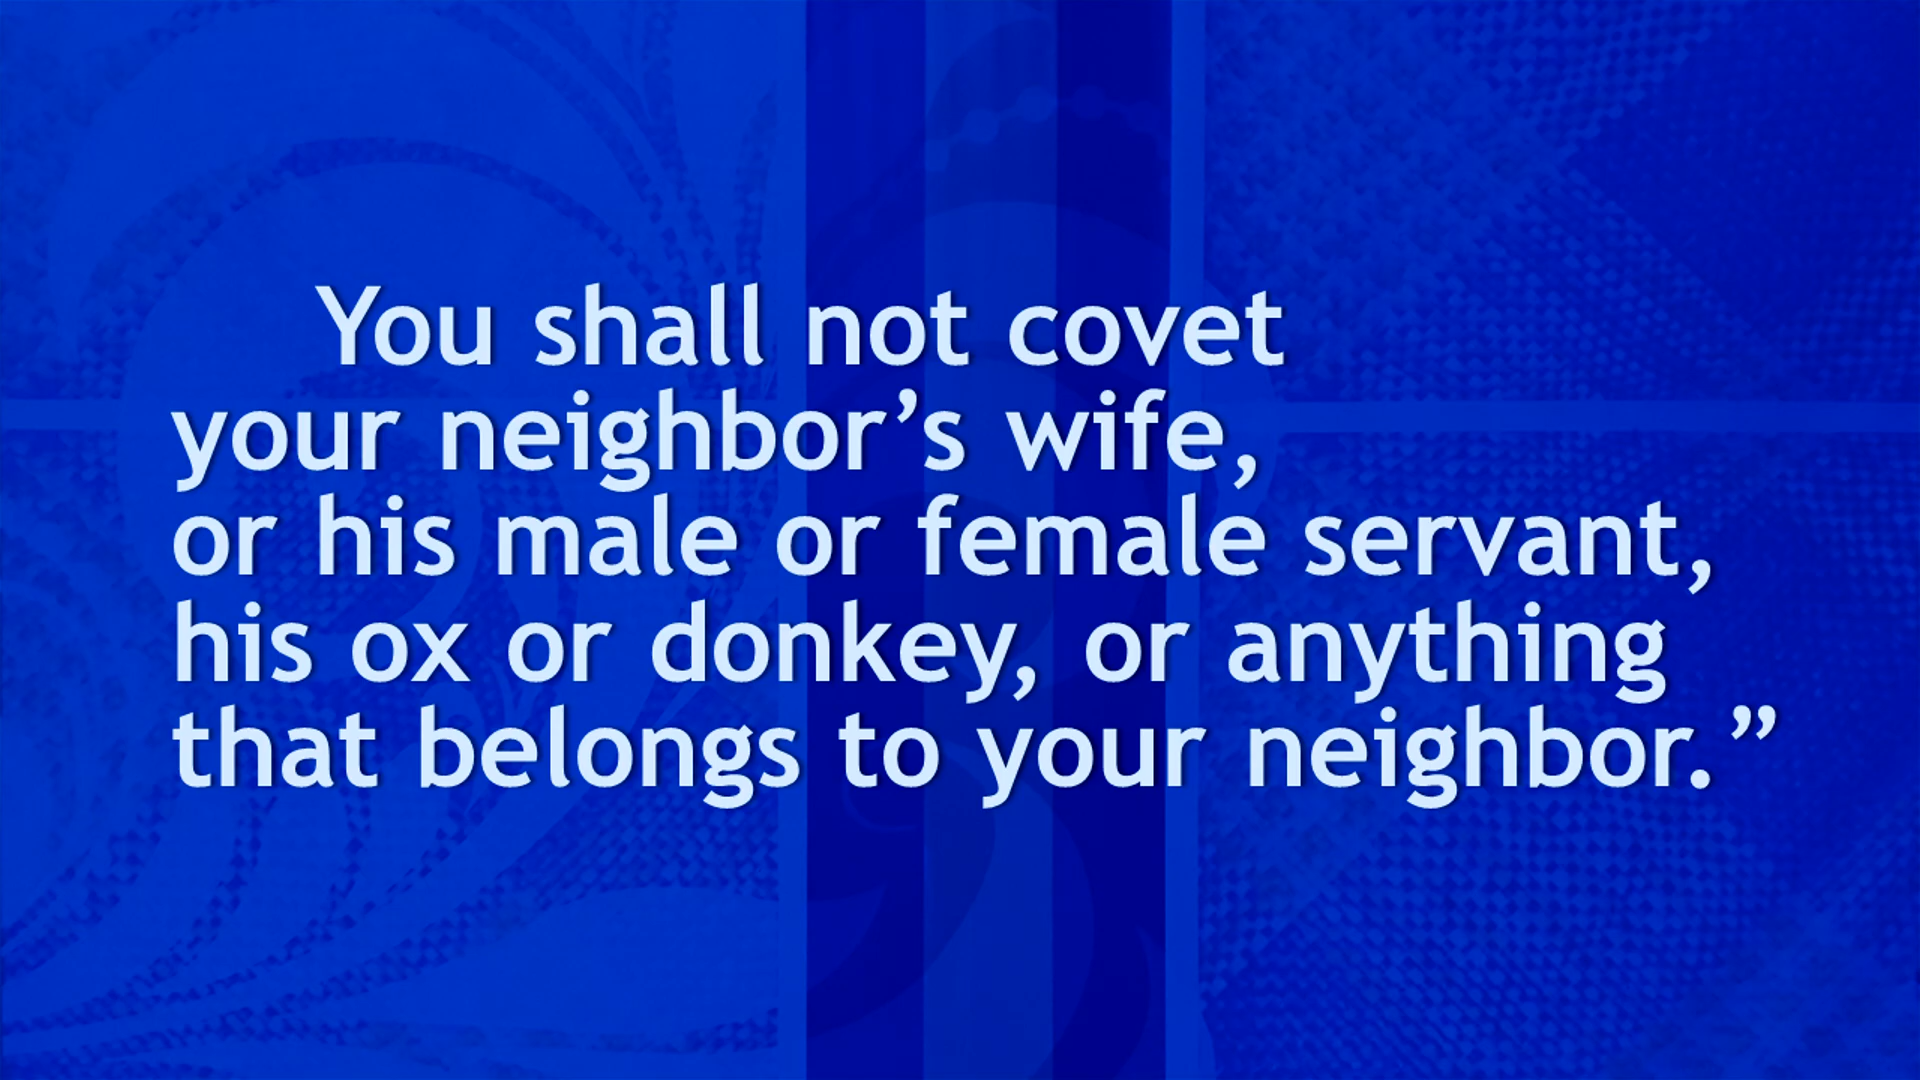 You shall not covet
your neighbor’s wife,
or his male or female servant,
his ox or donkey, or anything
that belongs to your neighbor.”